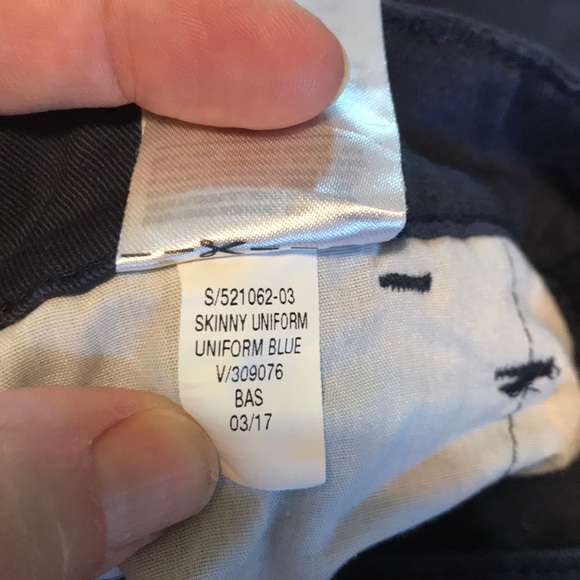 S/521062-03
SKINNY UNIFORM
UNIFORM BLUE
V/309076
BAS
03/17